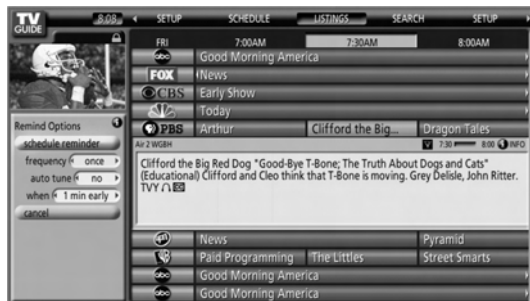 TV GUIDE
8:08
SETUP SCHEDULE LISTINGS SEARCH SETUP
FRI 7:00AM 7:30AM 8:00AM
abc Good Morning America
FOX News
CBS Early Show
Today
PBS Arthur Clifford the Big... Dragon Tales
Air 2 WGBH 7:30 8:00 INFO
Clifford the Big Red Dog "Good-Bye T-Bone; The Truth About Dogs and Cats"
(Educational) Clifford and Cleo think that T-Bone is moving. Grey Delisle, John Ritter.
TVY
Remind Options
schedule reminder
frequency once
auto tune no
when 1 min early
cancel
News Pyramid
Paid Programming The Littles Street Smarts
abc Good Morning America
abc Good Morning America